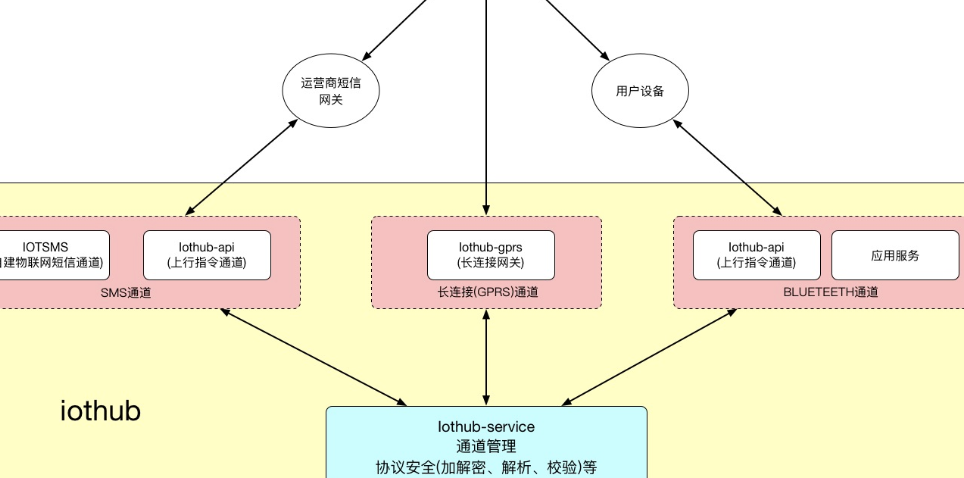 运营商短信
网关
用户设备
IOTSMS
建物联网短信通道)
Iothub-api
(上行指令通道)
SMS通道
Iothub-gprs
(长连接网关)
长连接(GPRS)通道
Iothub-api
(上行指令通道)
应用服务
BLUETEETH通道
iothub
Iothub-service
通道管理
协议安全(加解密、解析、校验)等